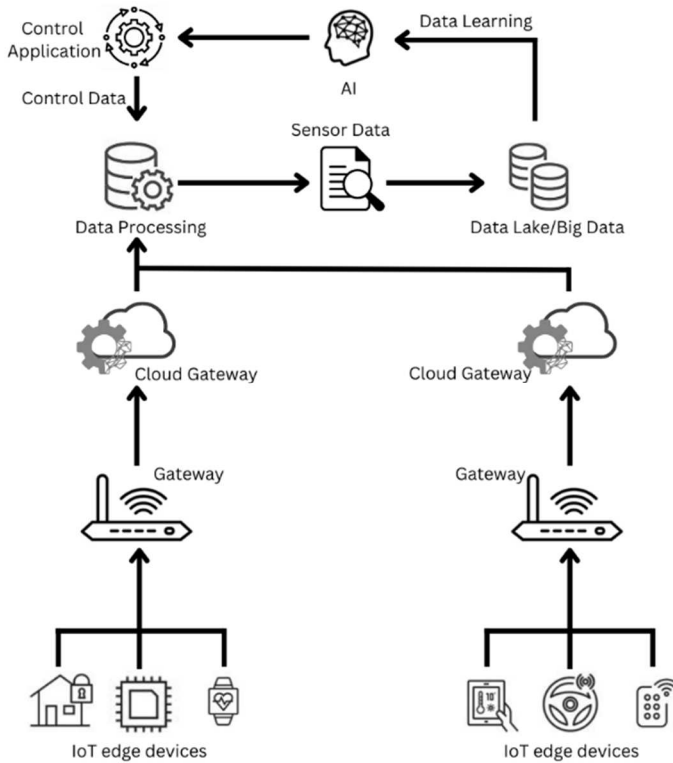 Control
Application
Data Learning
AI
Control Data
Sensor Data
Data Processing
Data Lake/Big Data
Cloud Gateway
Cloud Gateway
Gateway
Gateway
IoT edge devices
IoT edge devices